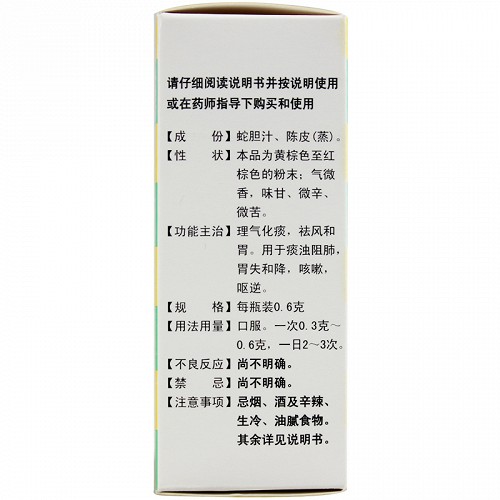 请仔细阅读说明书并按说明使用
或在药师指导下购买和使用
【成 份】蛇胆汁、陈皮(蒸)。
【性 状】本品为黄棕色至红
棕色的粉末；气微
香，味甘、微辛、
微苦。
【功能主治】理气化痰，祛风和
胃。用于痰浊阻肺，
胃失和降，咳嗽，
呕逆。
【规 格】每瓶装0.6克
【用法用量】口服。一次0.3克～
0.6克，一日2～3次。
【不良反应】尚不明确。
【禁 忌】尚不明确。
【注意事项】忌烟、酒及辛辣、
生冷、油腻食物。
其余详见说明书。